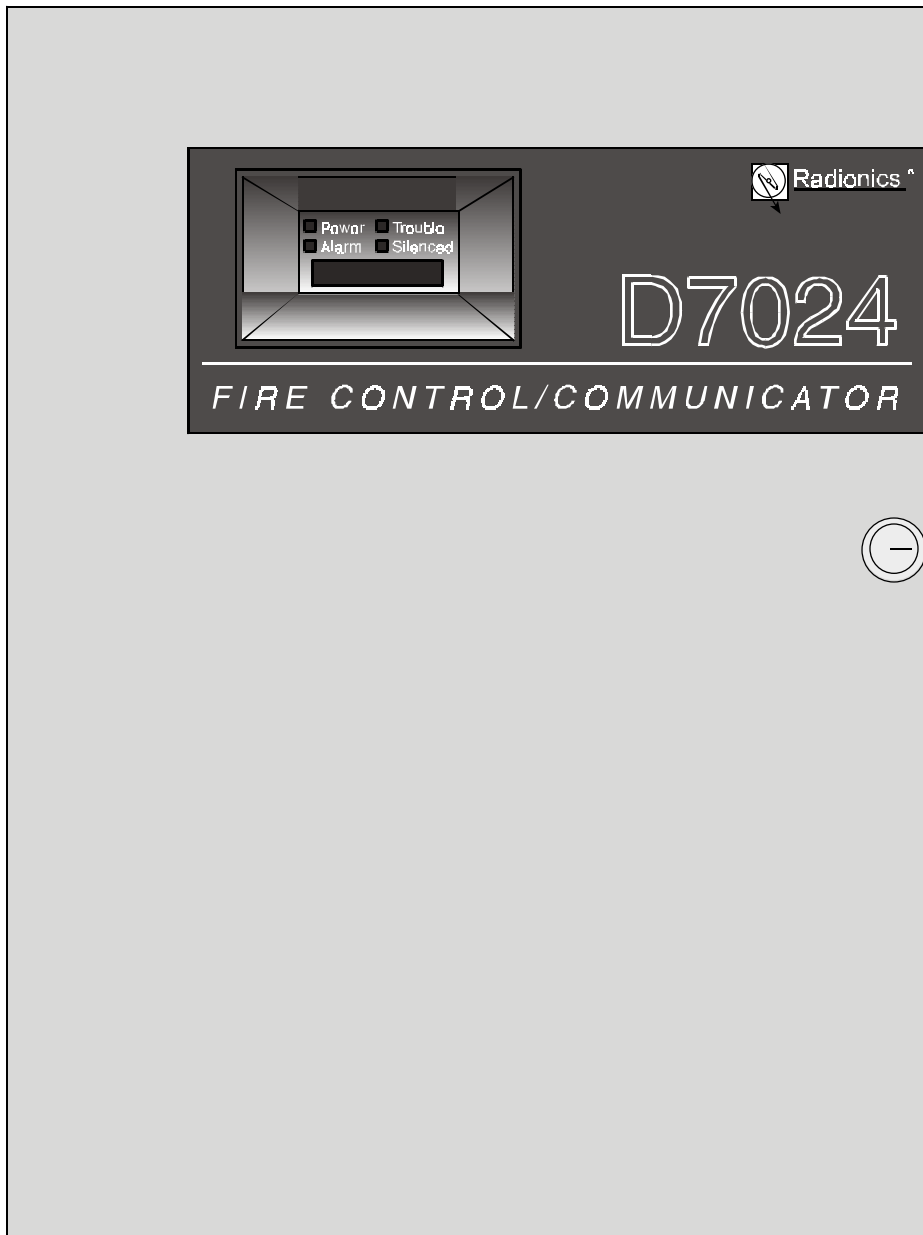 Radionics
Power Trouble
Alarm Silenced
D7024
FIRE CONTROL/COMMUNICATOR